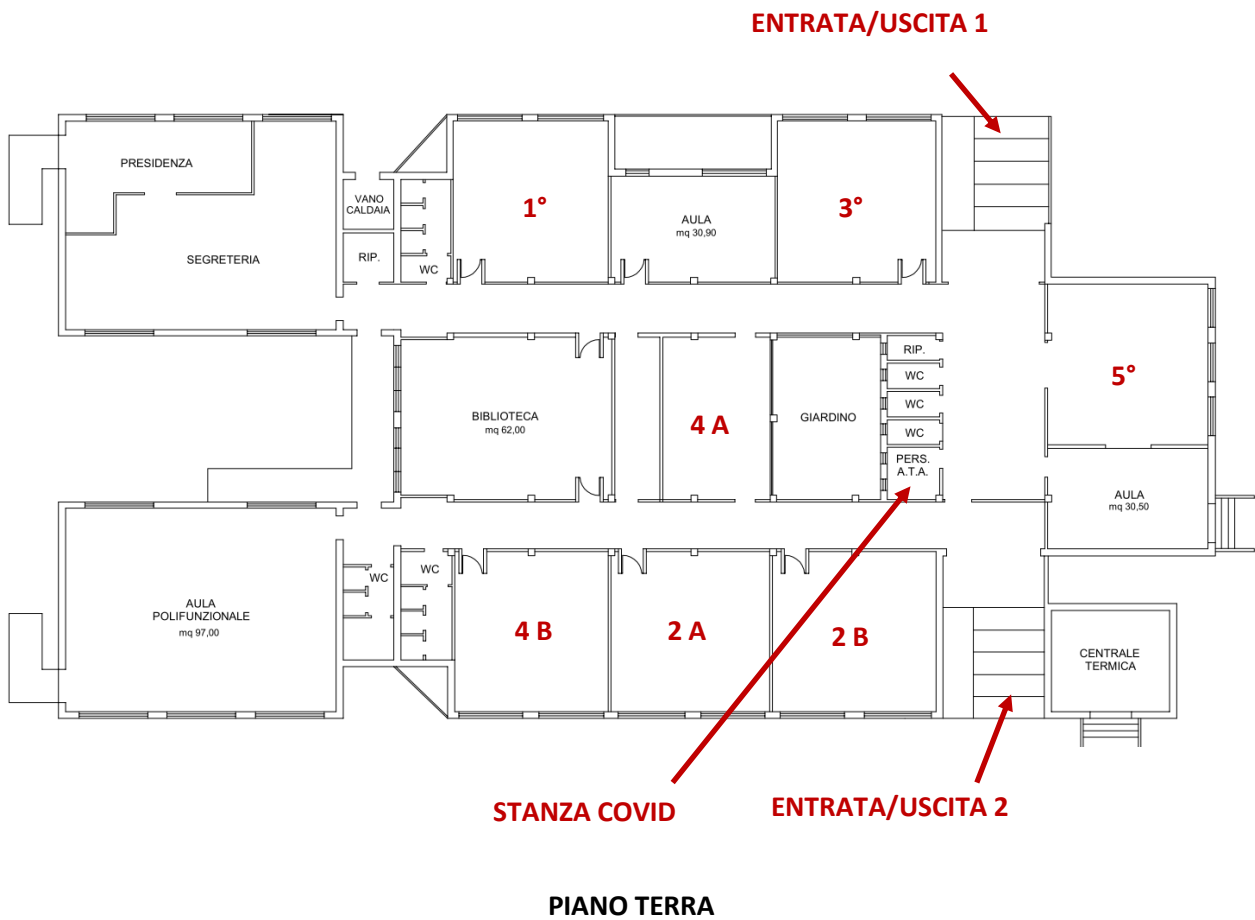 ENTRATA/USCITA 1
PRESIDENZA
VANO
CALDAIA
1°
AULA
mq 30,90
3°
SEGRETERIA
RIP.
WC
RIP.
WC
WC
WC
PERS.
A.T.A.
5°
BIBLIOTECA
mq 62,00
4 A
GIARDINO
AULA
mq 30,50
AULA
POLIFUNZIONALE
mq 97,00
WC
WC
4 B
2 A
2 B
CENTRALE
TERMICA
STANZA COVID
ENTRATA/USCITA 2
PIANO TERRA